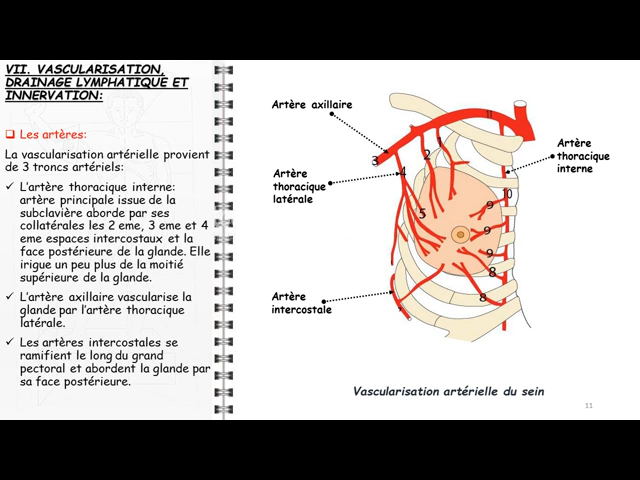 VII. VASCULARISATION,
DRAINAGE LYMPHATIQUE ET
INNERVATION:
Les artères:
La vascularisation artérielle provient
de 3 troncs artériels:
L'artère thoracique interne:
artère principale issue de la
subclavière aborde par ses
collatérales les 2 eme, 3 eme et 4
eme espaces intercostaux et la
face postérieure de la glande. Elle
irigue un peu plus de la moitié
supérieure de la glande.
L'artère axillaire vascularise la
glande par l'artère thoracique
latérale.
Les artères intercostales se
ramifient le long du grand
pectoral et abordent la glande par
sa face postérieure.
Artère axillaire
Artère
thoracique
latérale
Artère
intercostale
Artère
thoracique
interne
11
1
2
3
4
5
10
9
9
9
8
8
Vascularisation artérielle du sein
11